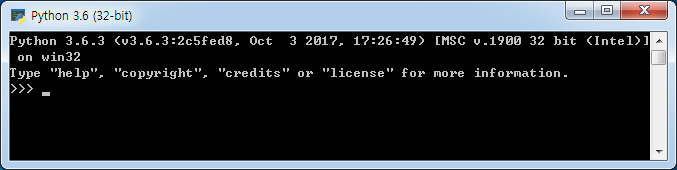 Python 3.6 (32-bit)
Python 3.6.3 (v3.6.3:2c5fed8, Oct  3 2017, 17:26:49) [MSC v.1900 32 bit (Intel)]
 on win32
Type "help", "copyright", "credits" or "license" for more information.
>>> _